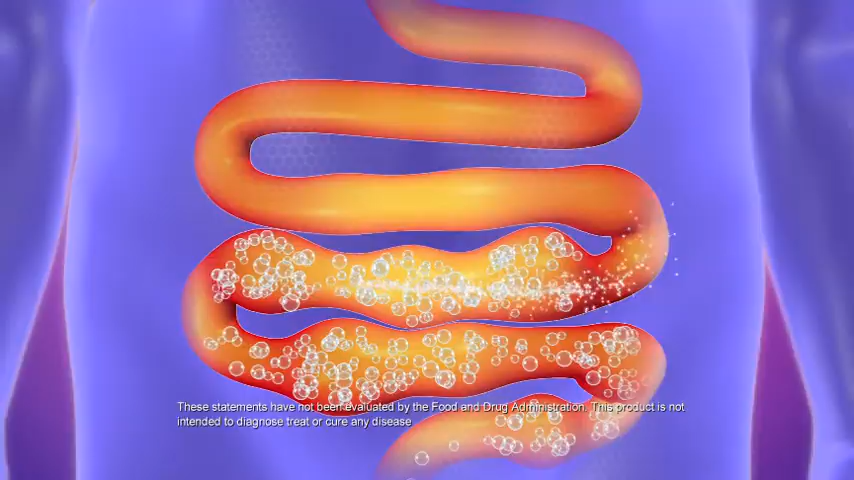 These statements have not been evaluated by the Food and Drug Administration. This product is not
intended to diagnose treat or cure any disease